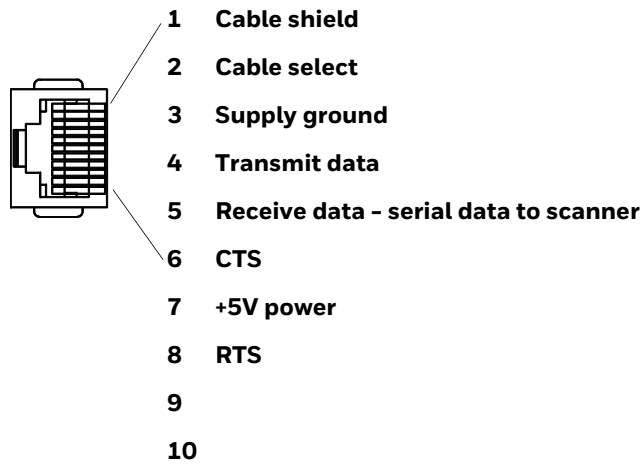 1 Cable shield
2 Cable select
3 Supply ground
4 Transmit data
5 Receive data - serial data to scanner
6 CTS
7 +5V power
8 RTS
9
10